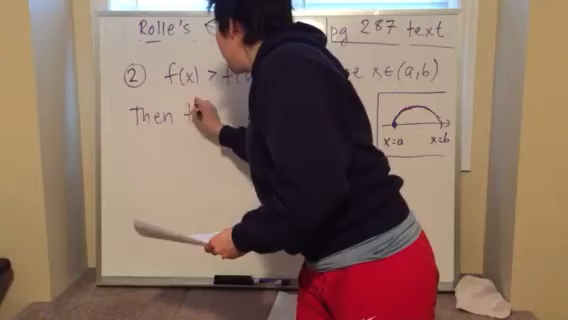 Rolle's
pg 287 text.
② f(x) > f(a x∈(a,b)
Then
x=a x=b